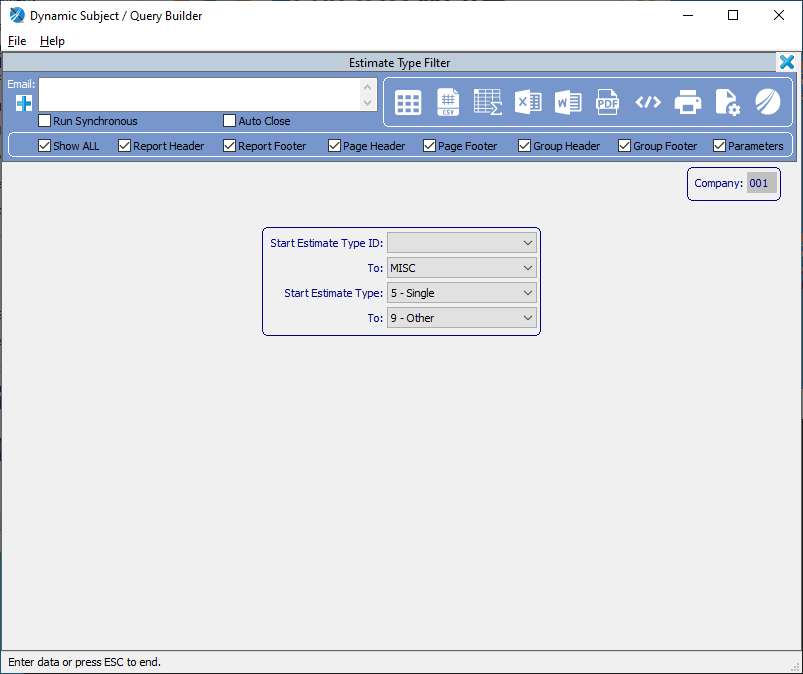 Dynamic Subject / Query Builder
File Help
Estimate Type Filter
Email:
CSV
PDF
Run Synchronous Auto Close
Show ALL Report Header Report Footer Page Header Page Footer Group Header Group Footer Parameters
Company: 001
Start Estimate Type ID:
To: MISC
Start Estimate Type: 5 - Single
To: 9 - Other
Enter data or press ESC to end.